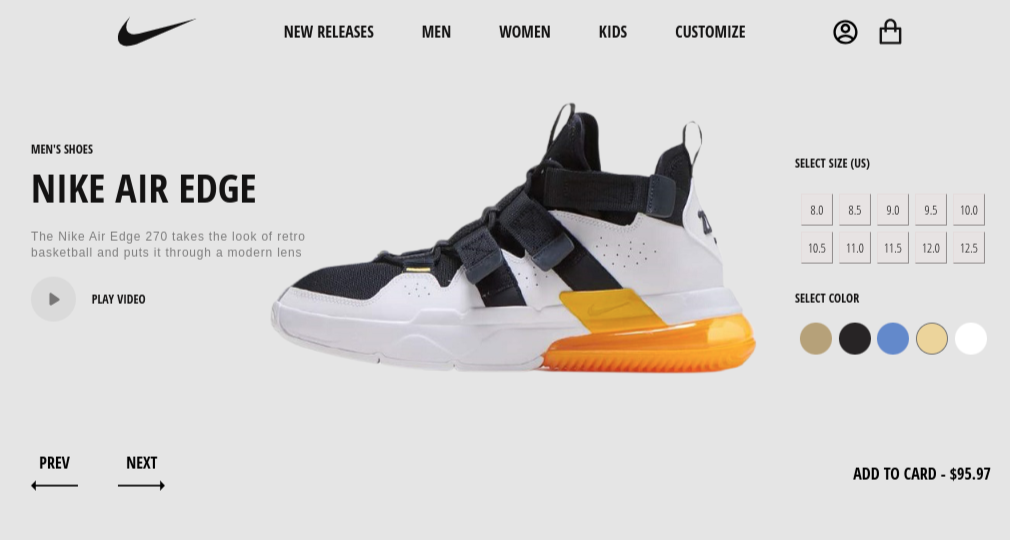 NEW RELEASES
MEN
WOMEN
KIDS
CUSTOMIZE
MEN'S SHOES
NIKE AIR EDGE
The Nike Air Edge 270 takes the look of retro
basketball and puts it through a modern lens
PLAY VIDEO
SELECT SIZE (US)
8.0 8.5 9.0 9.5 10.0
10.5 11.0 11.5 12.0 12.5
SELECT COLOR
PREV
NEXT
ADD TO CARD - $95.97